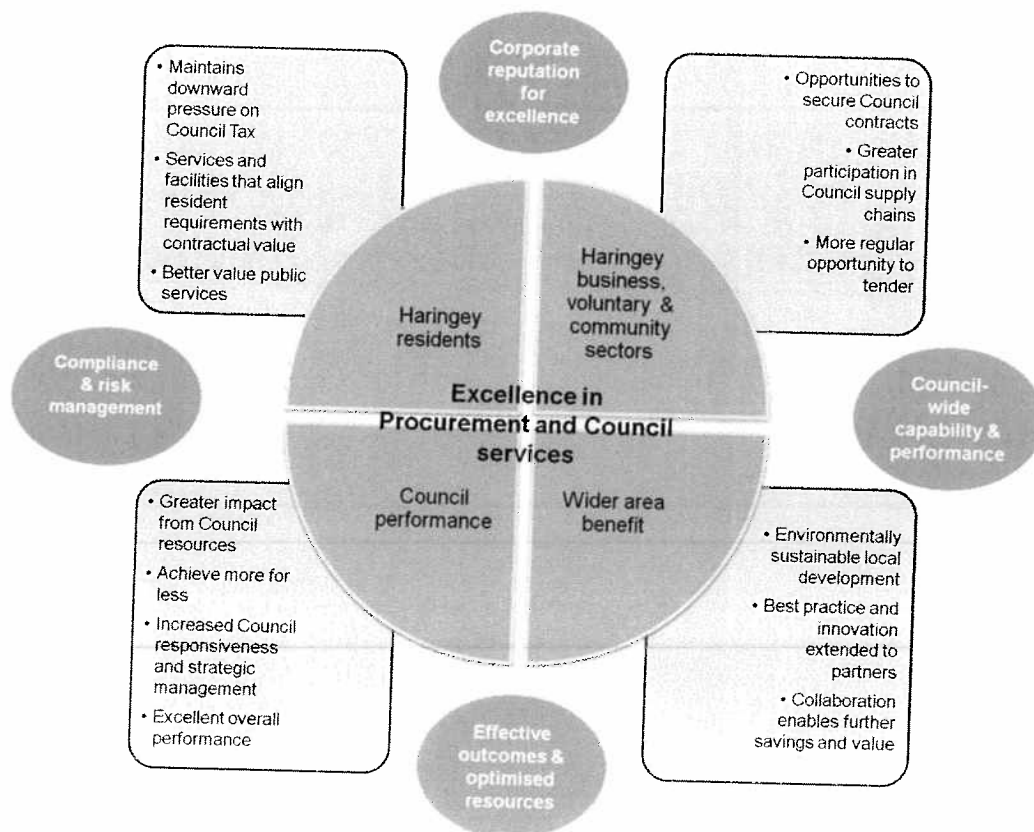 Corporate
reputation
for
excellence
• Maintains
downward
pressure on
Council Tax
• Services and
facilities that align
resident
requirements with
contractual value
• Better value public
services
• Opportunities to
secure Council
contracts
• Greater
participation in
Council supply
chains
• More regular
opportunity to
tender
Haringey
residents
Haringey
business,
voluntary &
community
sectors
Compliance
& risk
management
Excellence in
Procurement and Council
services
Council-
wide
capability &
performance
Council
performance
Wider area
benefit
• Greater impact
from Council
resources
• Achieve more for
less
• Increased Council
responsiveness
and strategic
management
• Excellent overall
performance
• Environmentally
sustainable local
development
• Best practice and
innovation
extended to
partners
• Collaboration
enables further
savings and value
Effective
outcomes &
optimised
resources